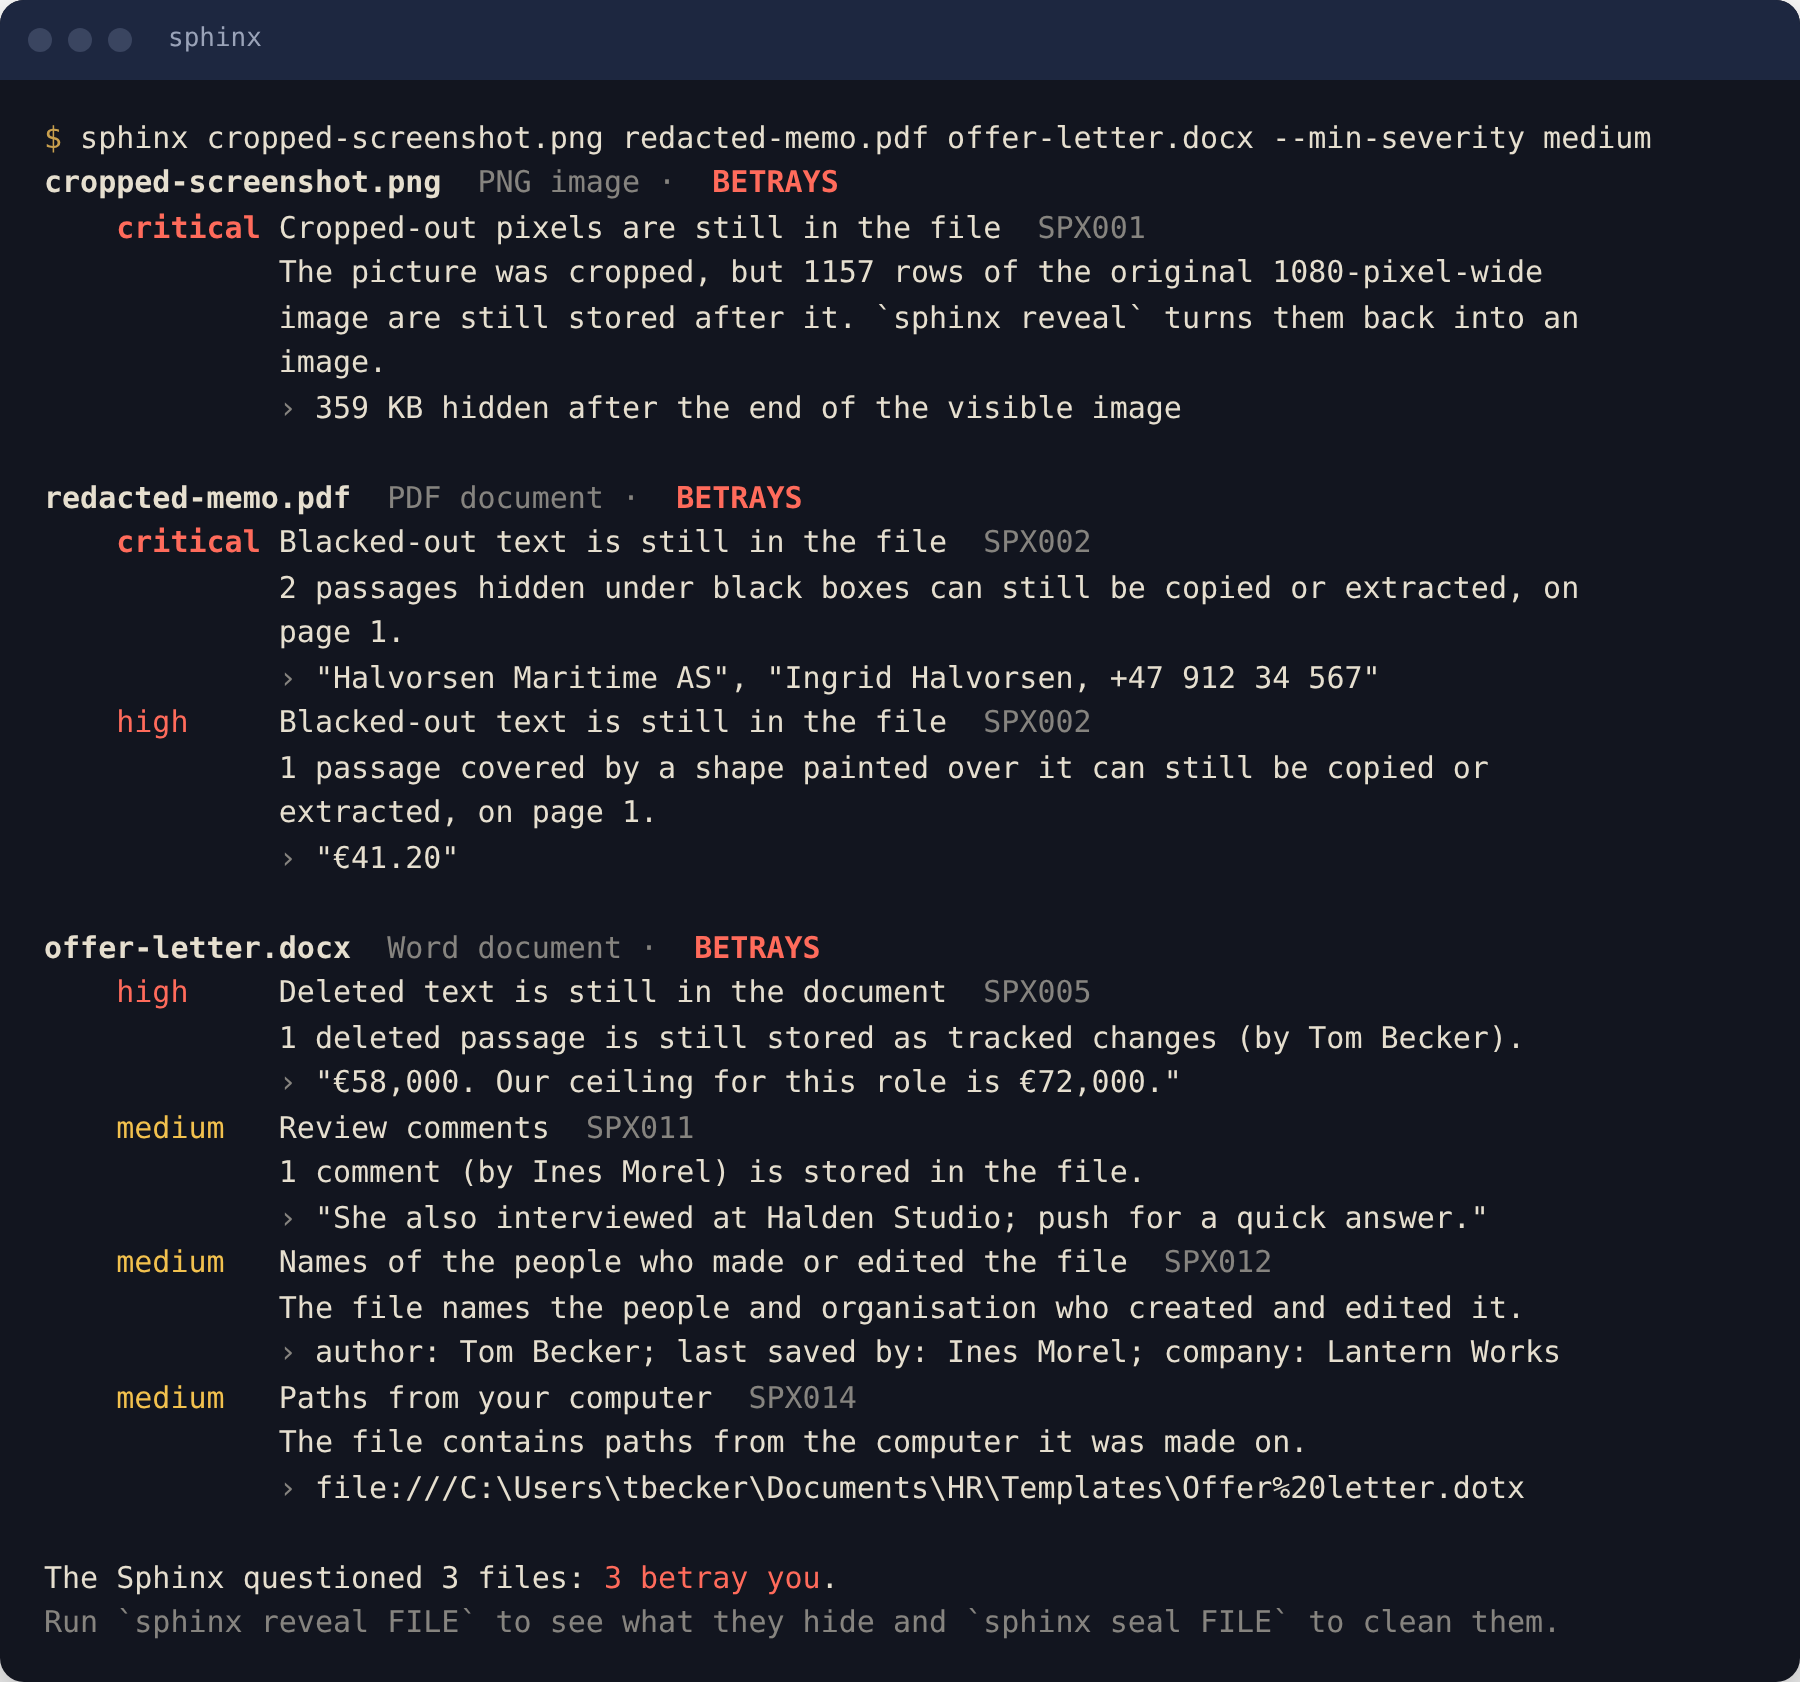 sphinx
$ sphinx cropped-screenshot.png redacted-memo.pdf offer-letter.docx --min-severity medium
cropped-screenshot.png  PNG image ·  BETRAYS
critical Cropped-out pixels are still in the file  SPX001
The picture was cropped, but 1157 rows of the original 1080-pixel-wide
image are still stored after it. `sphinx reveal` turns them back into an
image.
› 359 KB hidden after the end of the visible image
redacted-memo.pdf  PDF document ·  BETRAYS
critical Blacked-out text is still in the file  SPX002
2 passages hidden under black boxes can still be copied or extracted, on
page 1.
› "Halvorsen Maritime AS", "Ingrid Halvorsen, +47 912 34 567"
high     Blacked-out text is still in the file  SPX002
1 passage covered by a shape painted over it can still be copied or
extracted, on page 1.
› "€41.20"
offer-letter.docx  Word document ·  BETRAYS
high     Deleted text is still in the document  SPX005
1 deleted passage is still stored as tracked changes (by Tom Becker).
› "€58,000. Our ceiling for this role is €72,000."
medium   Review comments  SPX011
1 comment (by Ines Morel) is stored in the file.
› "She also interviewed at Halden Studio; push for a quick answer."
medium   Names of the people who made or edited the file  SPX012
The file names the people and organisation who created and edited it.
› author: Tom Becker; last saved by: Ines Morel; company: Lantern Works
medium   Paths from your computer  SPX014
The file contains paths from the computer it was made on.
› file:///C:\Users\tbecker\Documents\HR\Templates\Offer%20letter.dotx
The Sphinx questioned 3 files: 3 betray you.
Run `sphinx reveal FILE` to see what they hide and `sphinx seal FILE` to clean them.